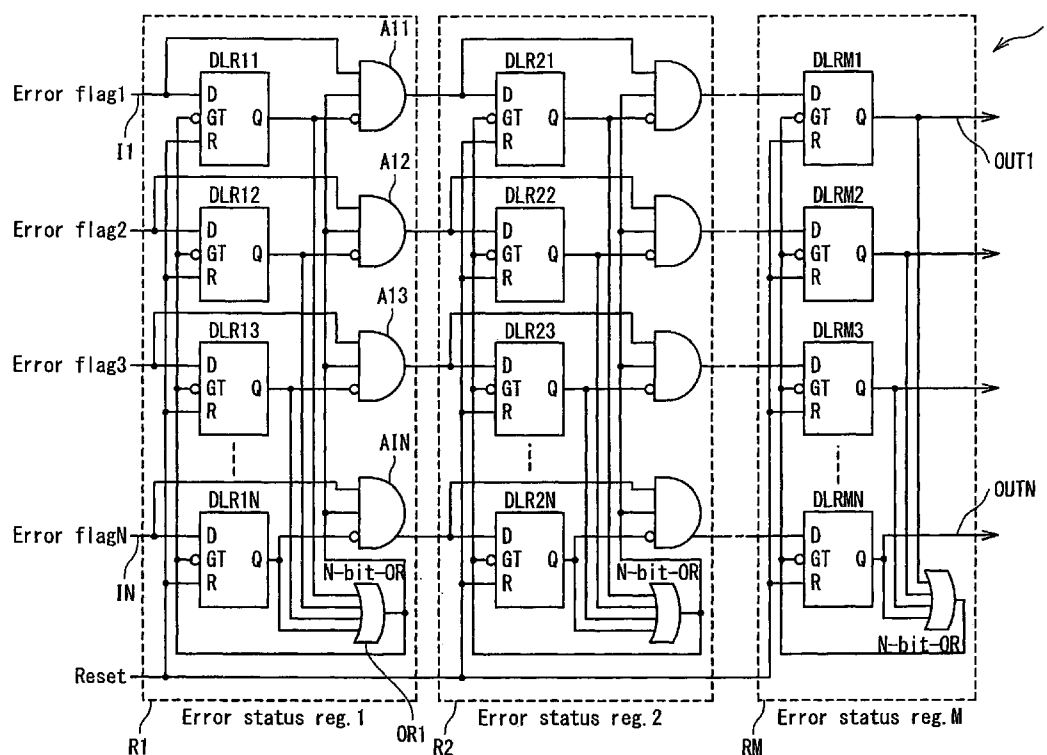 A11
DLR11
DLR21
DLRM1
Error flag1
D
GT Q
R
D
GT Q
R
D
GT Q
R
I1
OUT1
A12
DLR12
DLR22
DLRM2
Error flag2
D
GT Q
R
D
GT Q
R
D
GT Q
R
A13
DLR13
DLR23
DLRM3
Error flag3
D
GT Q
R
D
GT Q
R
D
GT Q
R
AIN
DLR1N
DLR2N
DLRMN
OUTN
Error flagN
D
GT Q
R
D
GT Q
R
D
GT Q
R
IN
N-bit-OR
N-bit-OR
N-bit-OR
Reset
R1
Error status reg.1
OR1
R2
Error status reg.2
RM
Error status reg.M